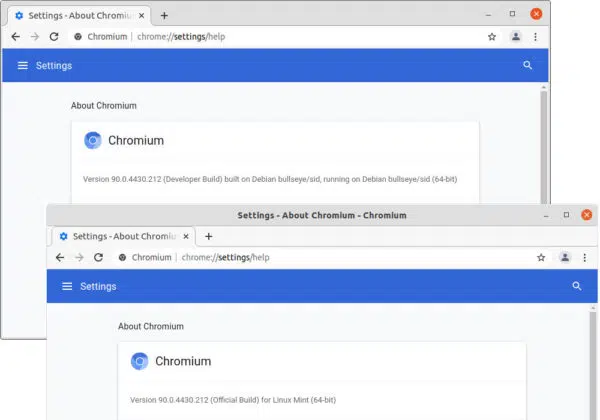 Settings - About Chromiu
Chromium | chrome://settings/help
Settings
About Chromium
Chromium
Version 90.0.4430.212 (Developer Build) built on Debian bullseye/sid, running on Debian bullseye/sid (64-bit)
Settings - About Chromium - Chromium
Settings - About Chromiu
Chromium | chrome://settings/help
Settings
About Chromium
Chromium
Version 90.0.4430.212 (Official Build) for Linux Mint (64-bit)